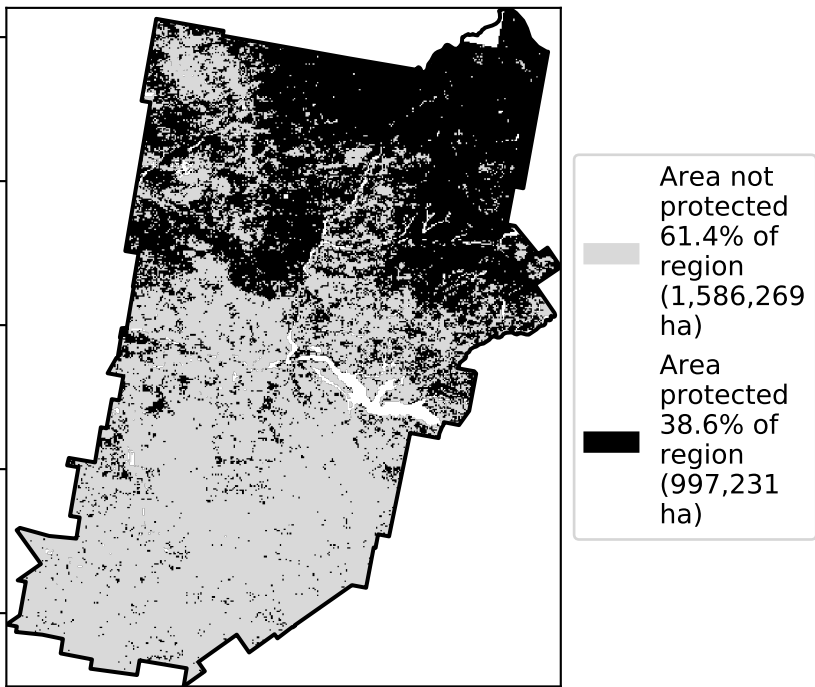 Area not
protected
61.4% of
region
(1,586,269
ha)
Area
protected
38.6% of
region
(997,231
ha)